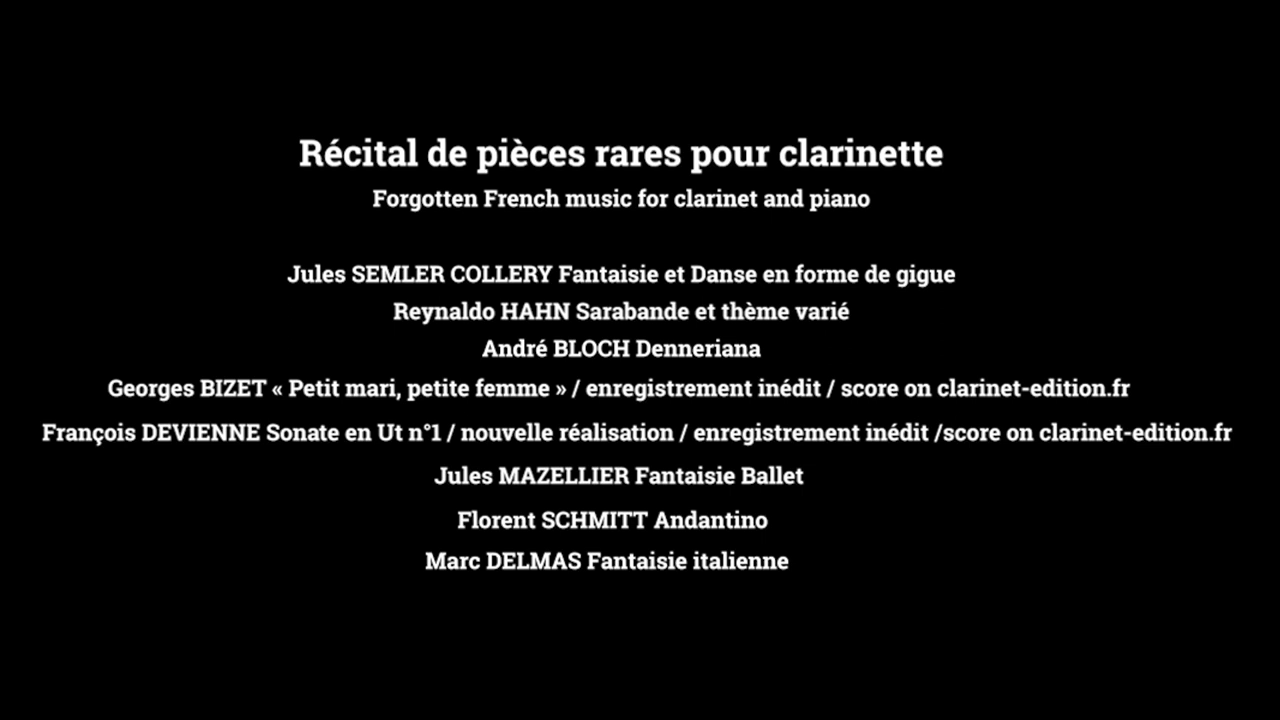 Récital de pièces rares pour clarinette
Forgotten French music for clarinet and piano
Jules SEMLER COLLERY Fantaisie et Danse en forme de gigue
Reynaldo HAHN Sarabande et thème varié
André BLOCH Denneriana
Georges BIZET « Petit mari, petite femme » / enregistrement inédit / score on clarinet-edition.fr
François DEVIENNE Sonate en Ut n°1 / nouvelle réalisation / enregistrement inédit /score on clarinet-edition.fr
Jules MAZELLIER Fantaisie Ballet
Florent SCHMITT Andantino
Marc DELMAS Fantaisie italienne